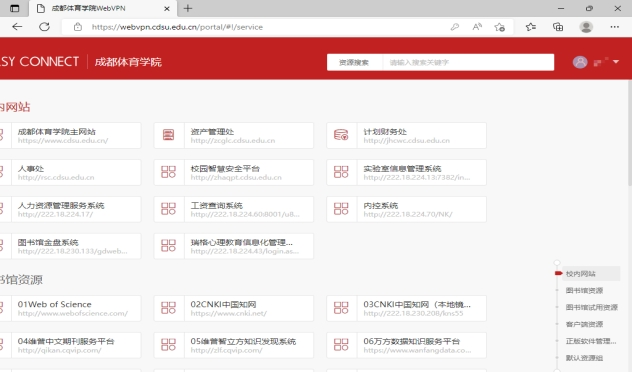 成都体育学院WebVPN
https://webvpn.cdsu.edu.cn/portal/#!/service
SY CONNECT 成都体育学院
资源搜索 请输入搜索关键字
内网站
成都体育学院主网站
https://www.cdsu.edu.cn/
资产管理处
http://zcglc.cdsu.edu.cn
计划财务处
http://jhcwc.cdsu.edu.cn
人事处
http://rsc.cdsu.edu.cn
校园智慧安全平台
http://zhaqpt.cdsu.edu.cn
实验室信息管理系统
http://222.18.224.13:7382/in...
人力资源管理服务系统
http://222.18.224.17/
工资查询系统
http://222.18.224.60:8001/u8...
内控系统
http://222.18.224.70/NK/
图书馆金盘系统
http://222.18.230.133/gdweb...
瑞格心理教育信息化管理...
http://222.18.224.43/login.as...
书馆资源
01Web of Science
http://www.webofscience.com/
02CNKI中国知网
https://www.cnki.net/
03CNKI中国知网（本地镜...
http://222.18.230.208/kns55
04维普中文期刊服务平台
http://qikan.cqvip.com/
05维普智立方知识发现系统
http://zlf.cqvip.com/
06万方数据知识服务平台
https://www.wanfangdata.co...
校内网站
图书馆资源
图书馆试用资源
客户端资源
正版软件管理...
默认资源组